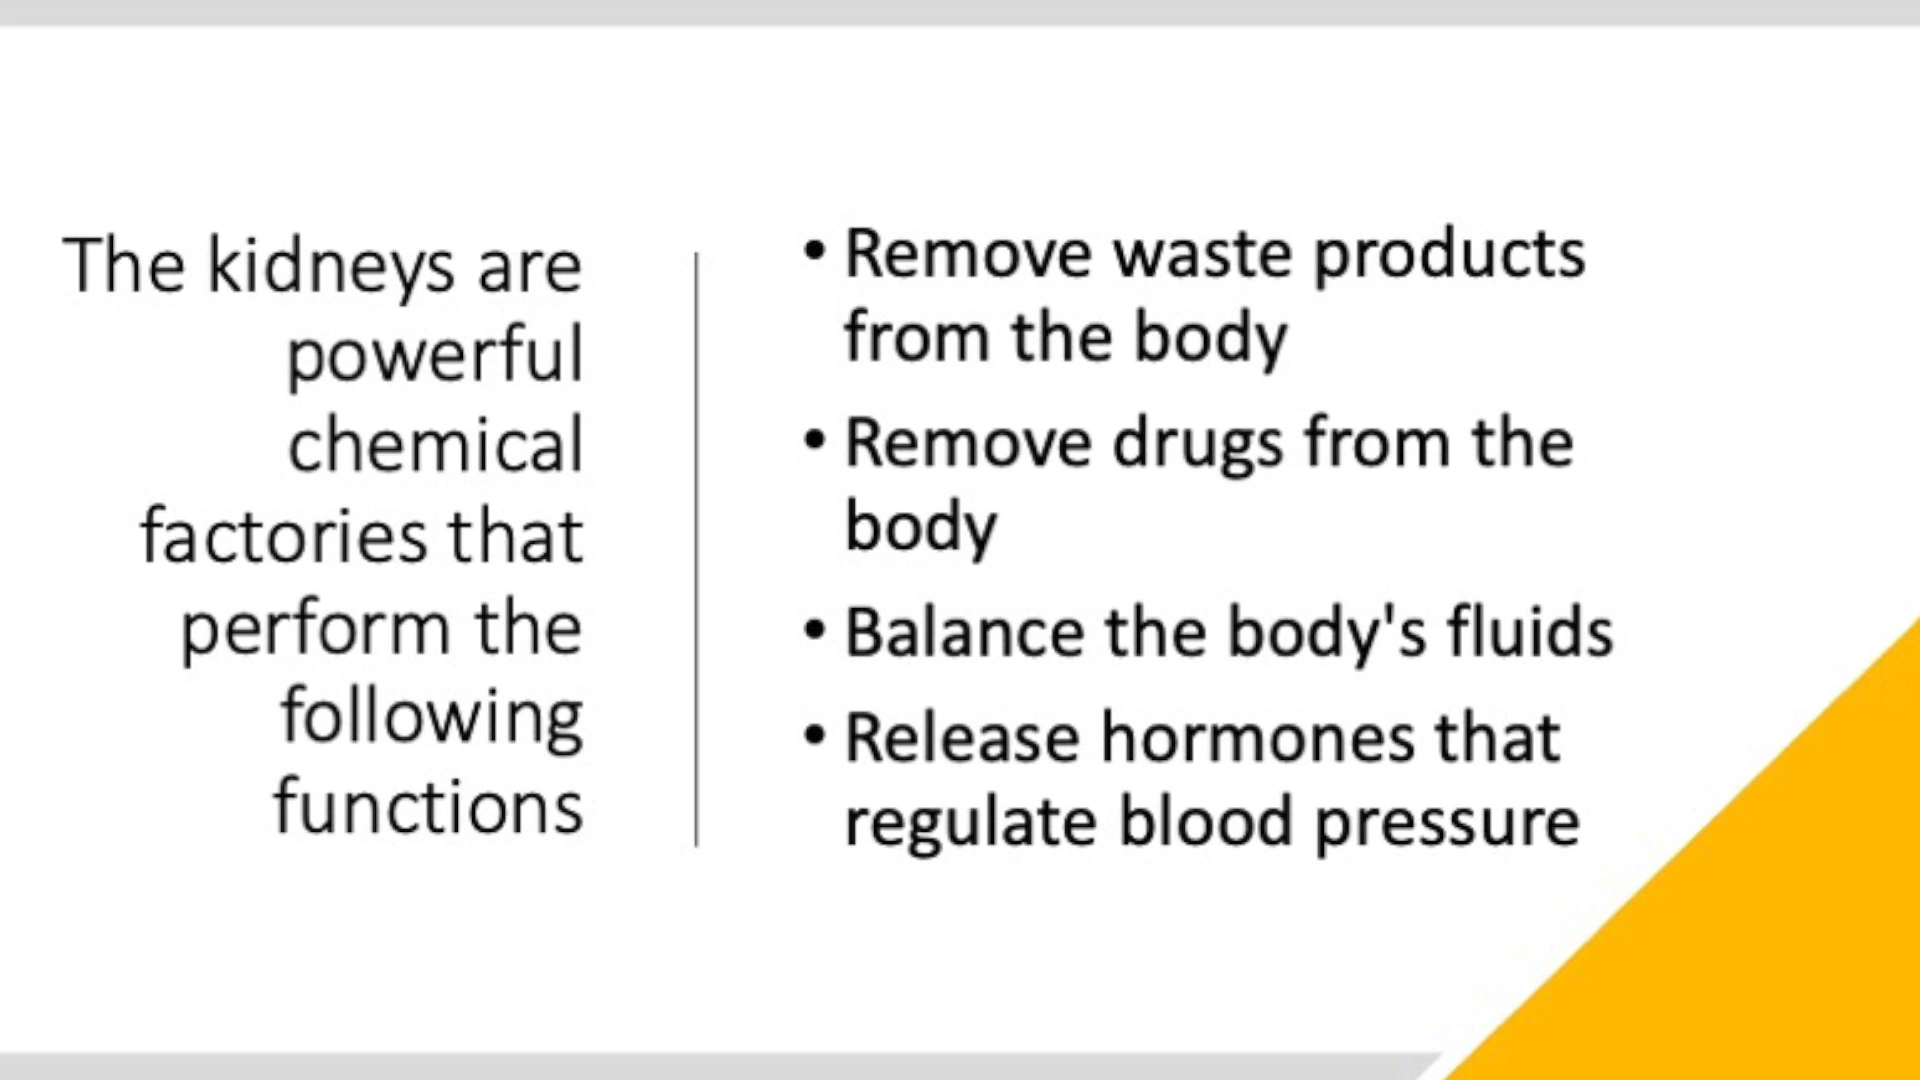 The kidneys are
powerful
chemical
factories that
perform the
following
functions
• Remove waste products
from the body
• Remove drugs from the
body
• Balance the body's fluids
• Release hormones that
regulate blood pressure